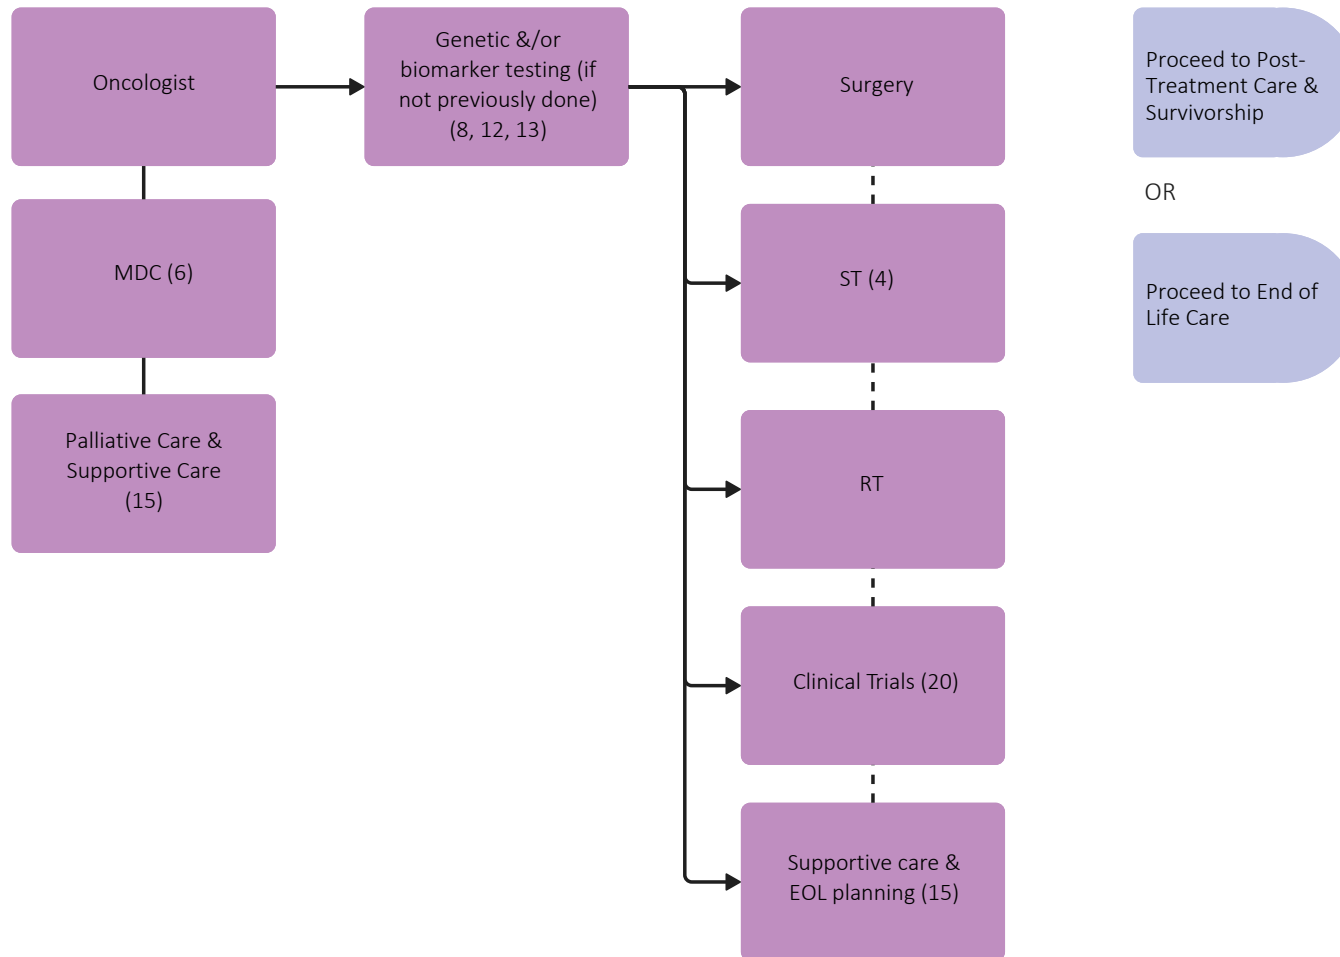 Oncologist
MDC (6)
Palliative Care &
Supportive Care
(15)
Genetic &/or
biomarker testing (if
not previously done)
(8, 12, 13)
Surgery
ST (4)
RT
Clinical Trials (20)
Supportive care &
EOL planning (15)
Proceed to Post-
Treatment Care &
Survivorship
OR
Proceed to End of
Life Care